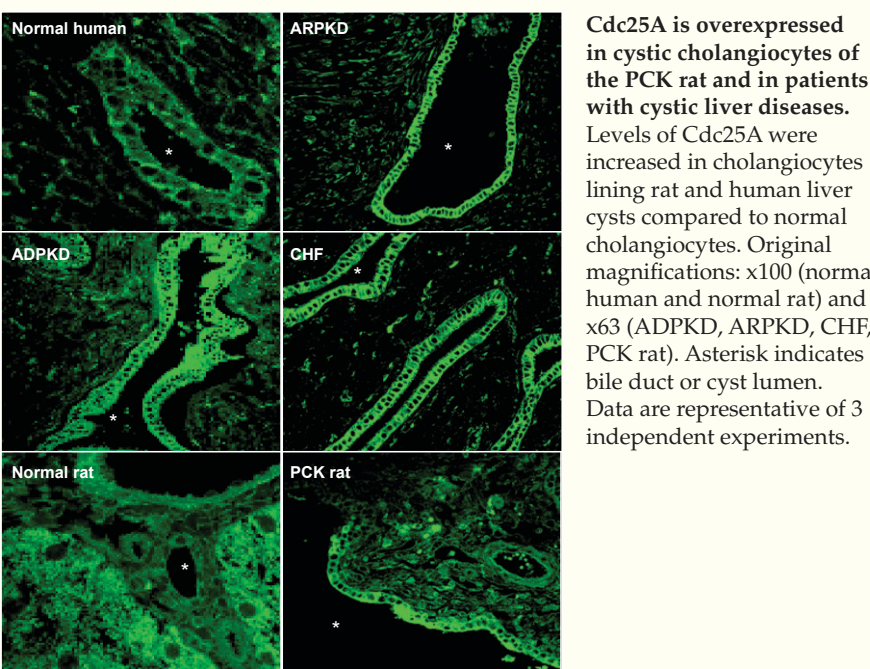 Normal human
ARPKD
ADPKD
CHF
Normal rat
PCK rat
*
*
*
*
*
*
Cdc25A is overexpressed
in cystic cholangiocytes of
the PCK rat and in patients
with cystic liver diseases.
Levels of Cdc25A were
increased in cholangiocytes
lining rat and human liver
cysts compared to normal
cholangiocytes. Original
magnifications: x100 (norma
human and normal rat) and
x63 (ADPKD, ARPKD, CHF,
PCK rat). Asterisk indicates
bile duct or cyst lumen.
Data are representative of 3
independent experiments.